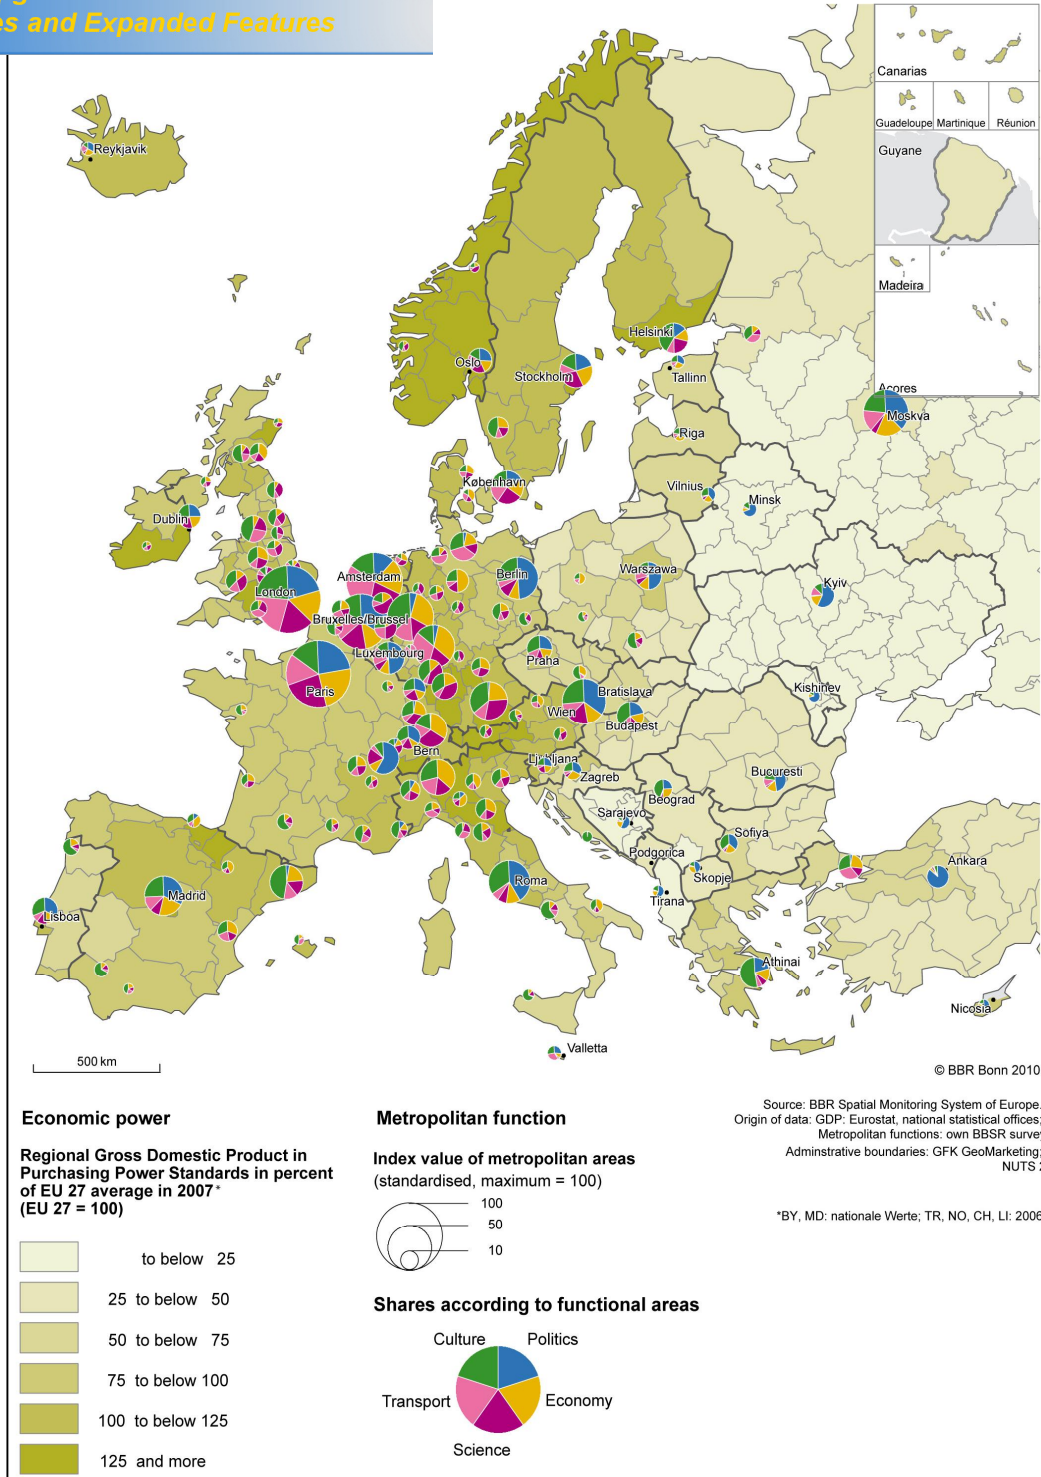 es and Expanded Features
Canarias
Guadeloupe Martinique Réunion
Guyane
Madeira
Açores
Reykjavik
Helsinki
Oslo
Stockholm
Tallinn
Moskva
Riga
København
Vilnius
Minsk
Dublin
Amsterdam
Berlin
Warszawa
Kyiv
London
Bruxelles/Brussel
Luxembourg
Praha
Paris
Kishinev
Wien
Bratislava
Budapest
Bern
Ljubljana
Zagreb
Bucuresti
Beograd
Sarajevo
Sofiya
Podgorica
Skopje
Ankara
Roma
Madrid
Tirana
Lisboa
Athinai
Nicosia
Valletta
500 km
© BBR Bonn 2010
Source: BBR Spatial Monitoring System of Europe.
Origin of data: GDP: Eurostat, national statistical offices;
Metropolitan functions: own BBSR survey
Adminstrative boundaries: GFK GeoMarketing;
NUTS
*BY, MD: nationale Werte; TR, NO, CH, LI: 2006
Economic power
Regional Gross Domestic Product in
Purchasing Power Standards in percent
of EU 27 average in 2007*
(EU 27 = 100)
to below 25
25 to below 50
50 to below 75
75 to below 100
100 to below 125
125 and more
Metropolitan function
Index value of metropolitan areas
(standardised, maximum = 100)
100
50
10
Shares according to functional areas
Culture Politics
Transport Economy
Science